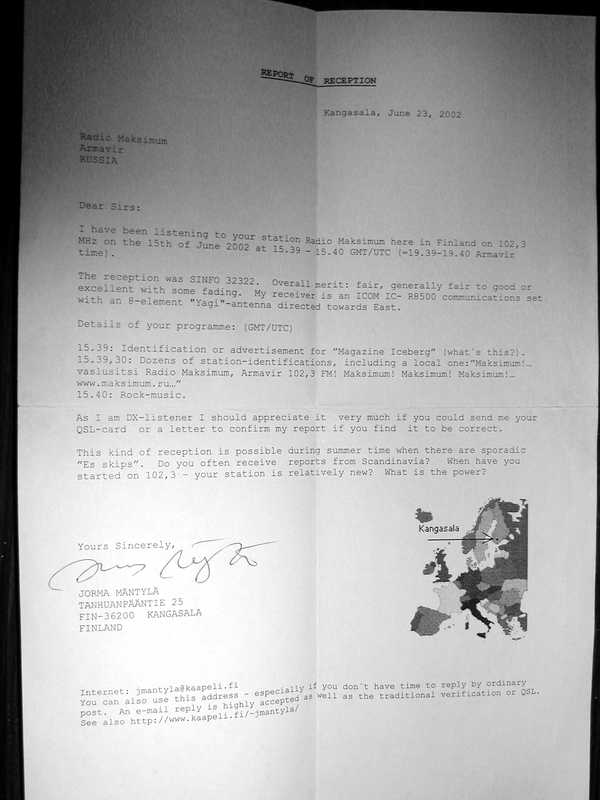 REPORT OF RECEPTION
Kangasala, June 23, 2002
Radio Maksimum
Armavir
RUSSIA
Dear Sirs:
I have been listening to your station Radio Maksimum here in Finland on 102,3
MHz on the 15th of June 2002 at 15.39 - 15.40 GMT/UTC (=19.39-19.40 Armavir
time).
The reception was SINFO 32322. Overall merit: fair, generally fair to good or
excellent with some fading. My receiver is an ICOM IC- R8500 communications set
with an 8-element "Yagi"-antenna directed towards East.
Details of your programme: (GMT/UTC)
15.39: Identification or advertisement for "Magazine Iceberg" (what´s this?).
15.39,30: Dozens of station-identifications, including a local one:"Maksimum!…
vaslusitsi Radio Maksimum, Armavir 102,3 FM! Maksimum! Maksimum! Maksimum!…
www.maksimum.ru…"
15.40: Rock-music.
As I am DX-listener I should appreciate it very much if you could send me your
QSL-card or a letter to confirm my report if you find it to be correct.
This kind of reception is possible during summer time when there are sporadic
"Es skips". Do you often receive reports from Scandinavia? When have you
started on 102,3 - your station is relatively new? What is the power?
Kangasala
Yours Sincerely,
JORMA MÄNTYLÄ
TANHUANPÄÄNTIE 25
FIN-36200 KANGASALA
FINLAND
Internet: jmantyla@kaapeli.fi
You can also use this address - especially if you don´t have time to reply by ordinary
post. An e-mail reply is highly accepted as well as the traditional verification or QSL.
See also http://www.kaapeli.fi/~jmantyla/